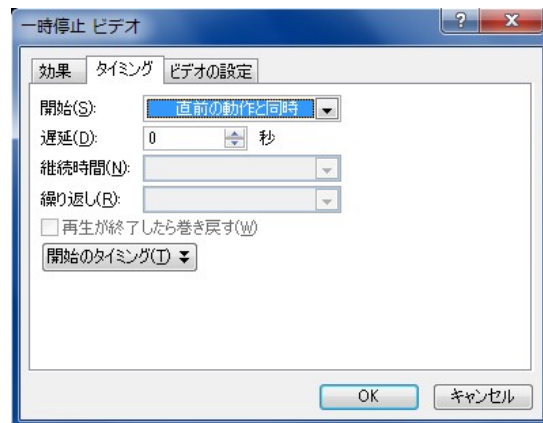 一時停止 ビデオ
効果 タイミング ビデオの設定
開始(S): 直前の動作と同時
遅延(D): 0 秒
継続時間(N):
繰り返し(R):
再生が終了したら巻き戻す(W)
開始のタイミング(T)
OK キャンセル